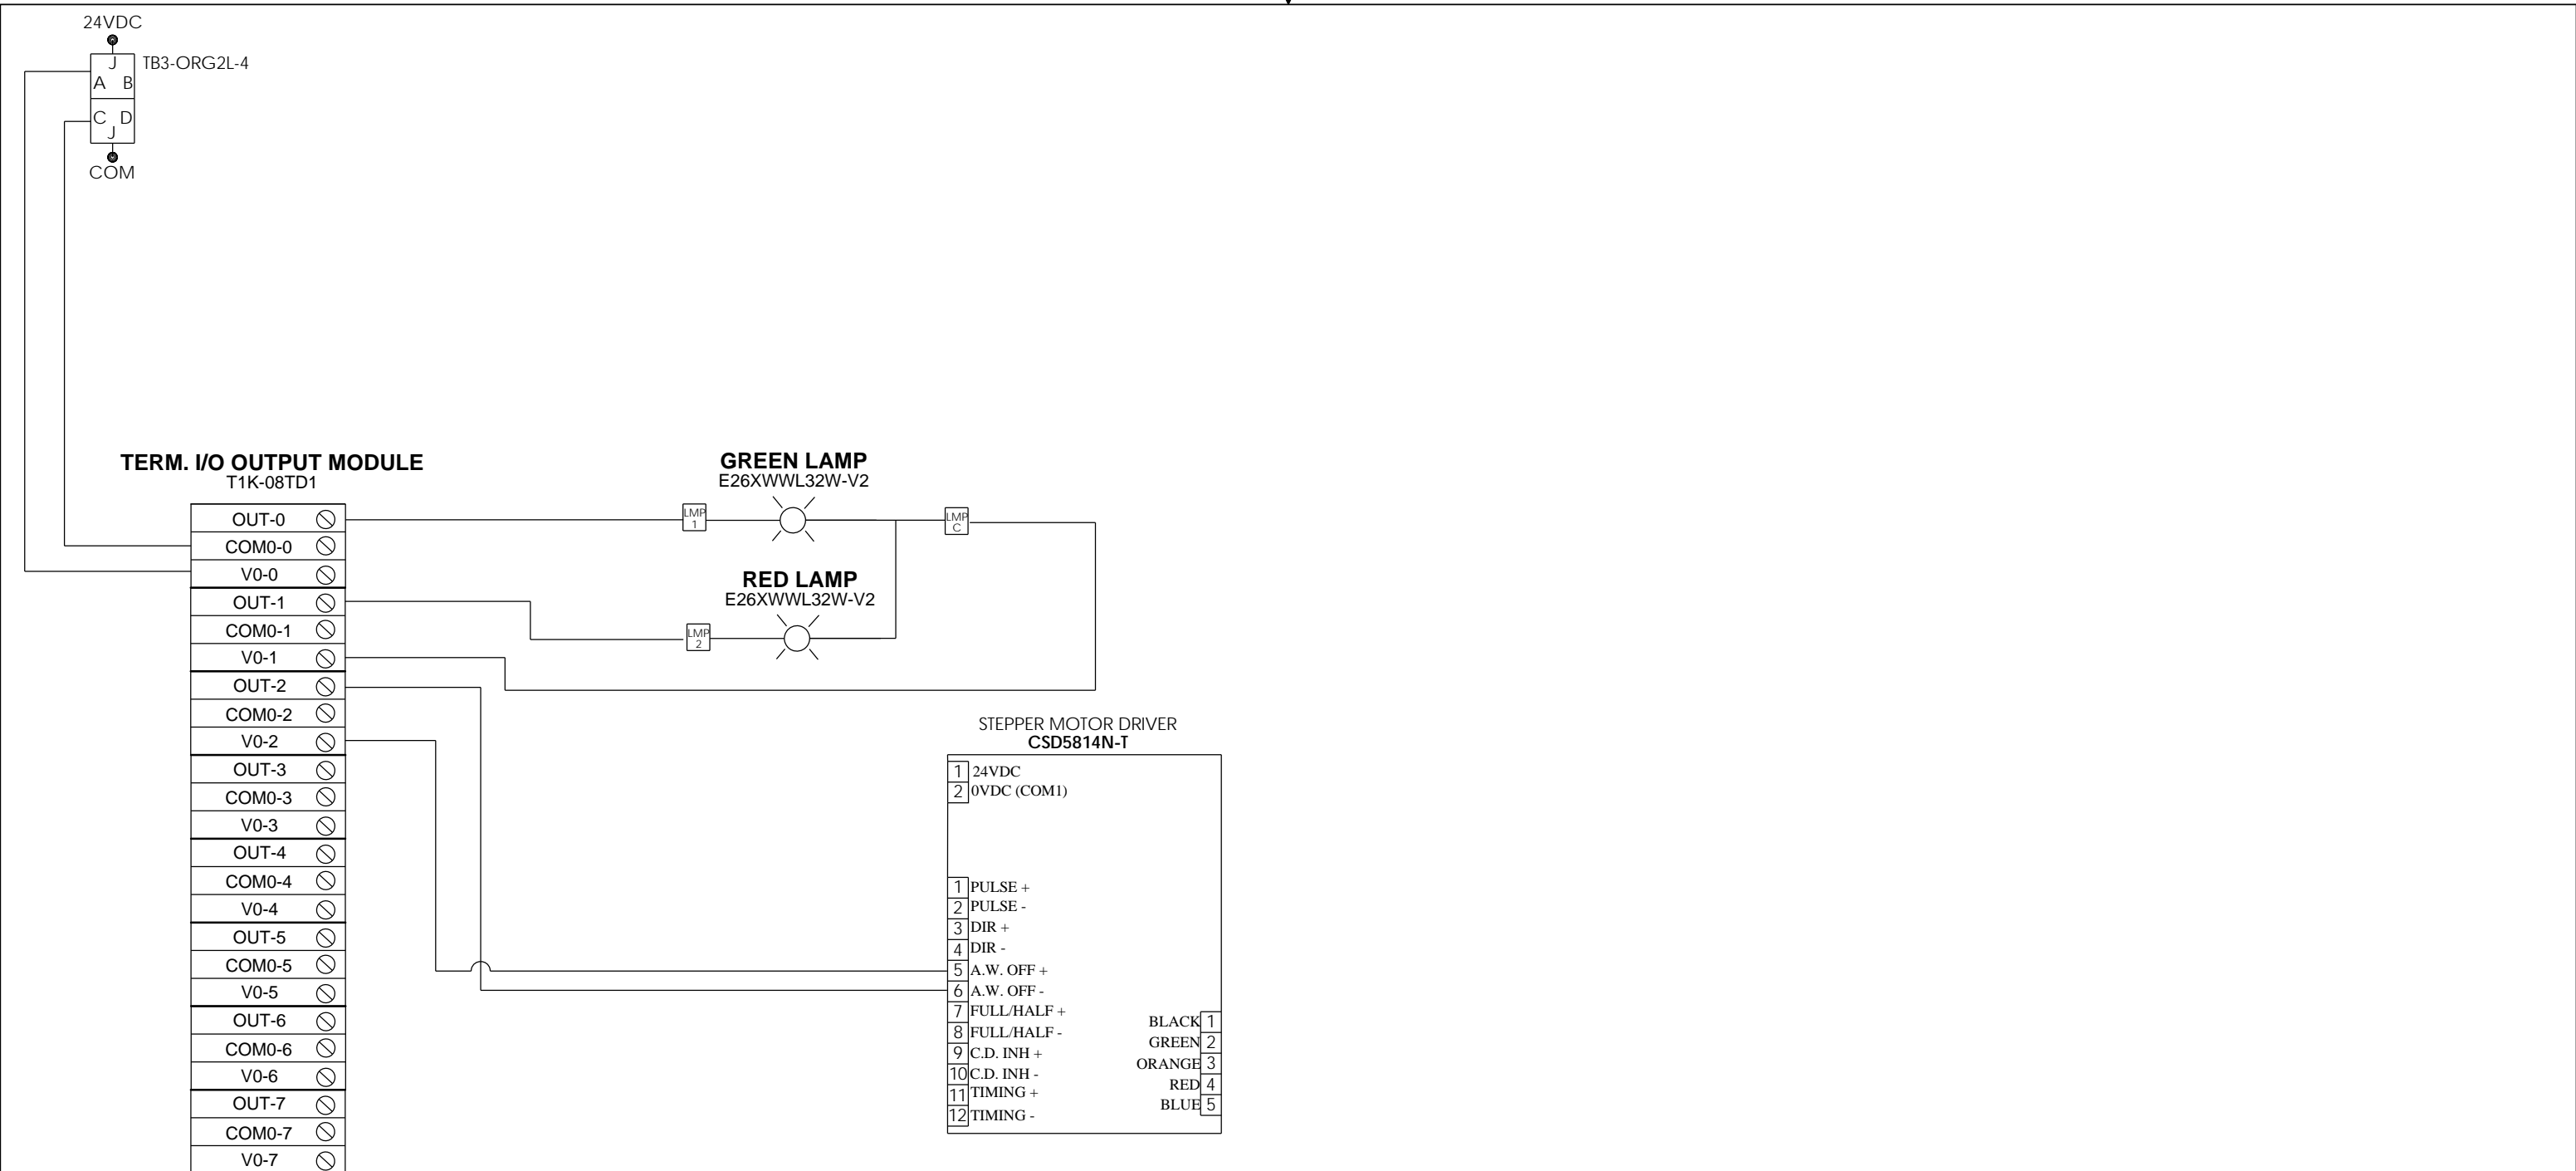 24VDC
J
TB3-ORG2L-4
A B
C D
J
COM
TERM. I/O OUTPUT MODULE
T1K-08TD1
OUT-0
COM0-0
V0-0
OUT-1
COM0-1
V0-1
OUT-2
COM0-2
V0-2
OUT-3
COM0-3
V0-3
OUT-4
COM0-4
V0-4
OUT-5
COM0-5
V0-5
OUT-6
COM0-6
V0-6
OUT-7
COM0-7
V0-7
GREEN LAMP
E26XWWL32W-V2
LMP
1
LMP
C
RED LAMP
E26XWWL32W-V2
LMP
2
STEPPER MOTOR DRIVER
CSD5814N-T
1 24VDC
2 0VDC (COM1)
1 PULSE +
2 PULSE -
3 DIR +
4 DIR -
5 A.W. OFF +
6 A.W. OFF -
7 FULL/HALF +
8 FULL/HALF -
9 C.D. INH +
10 C.D. INH -
11 TIMING +
12 TIMING -
BLACK 1
GREEN 2
ORANGE 3
RED 4
BLUE 5